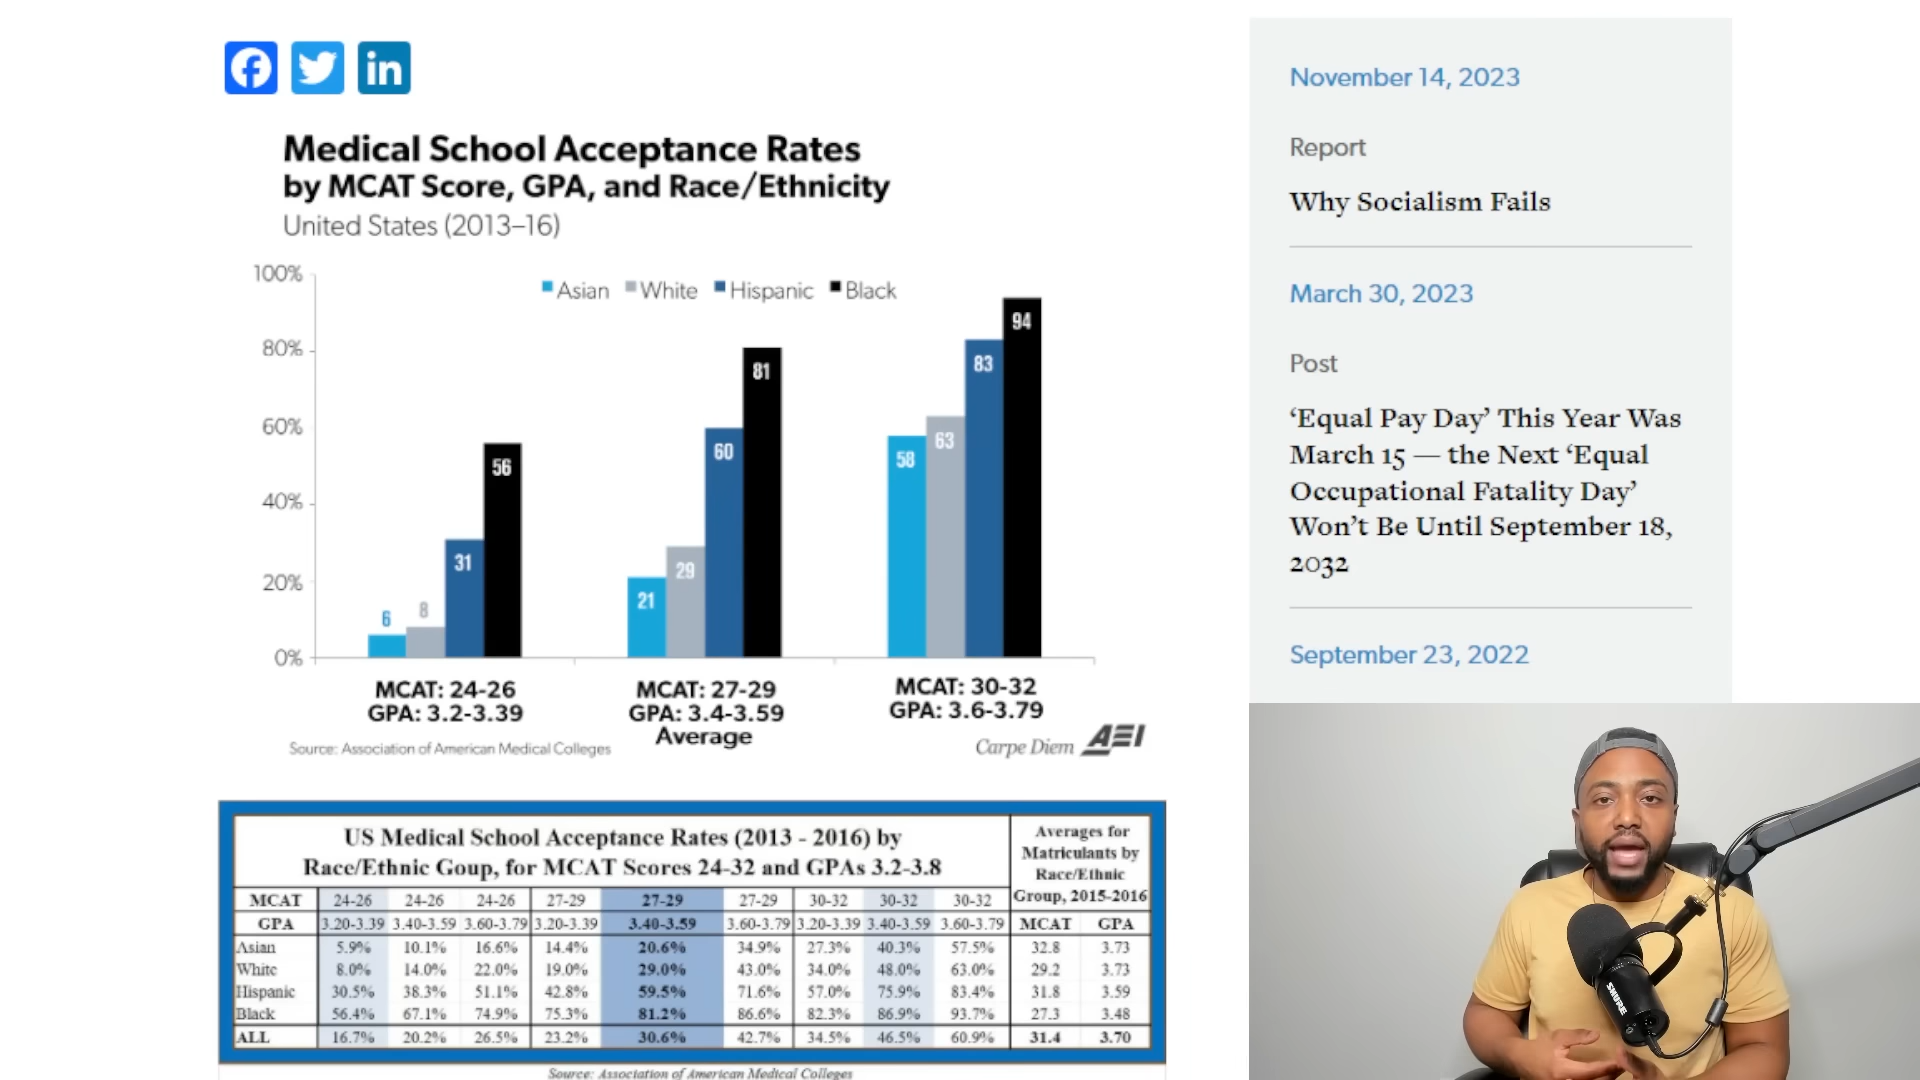 Medical School Acceptance Rates
by MCAT Score, GPA, and Race/Ethnicity
United States (2013–16)
100%
80%
60%
40%
20%
0%
Asian White Hispanic Black
6 8 31 56
21 29 60 81
58 63 83 94
MCAT: 24-26
GPA: 3.2-3.39
MCAT: 27-29
GPA: 3.4-3.59
Average
MCAT: 30-32
GPA: 3.6-3.79
Source: Association of American Medical Colleges
Carpe Diem AEI
US Medical School Acceptance Rates (2013 - 2016) by
Race/Ethnic Goup, for MCAT Scores 24-32 and GPAs 3.2-3.8
Averages for
Matriculants by
Race/Ethnic
Group, 2015-2016
MCAT 24-26 24-26 24-26 27-29 27-29 27-29 30-32 30-32 30-32
GPA 3.20-3.39 3.40-3.59 3.60-3.79 3.20-3.39 3.40-3.59 3.60-3.79 3.20-3.39 3.40-3.59 3.60-3.79 MCAT GPA
Asian 5.9% 10.1% 16.6% 14.4% 20.6% 34.9% 27.3% 40.3% 57.5% 32.8 3.73
White 8.0% 14.0% 22.0% 19.0% 29.0% 43.0% 34.0% 48.0% 63.0% 29.2 3.73
Hispanic 30.5% 38.3% 51.1% 42.8% 59.5% 71.6% 57.0% 75.9% 83.4% 31.8 3.59
Black 56.4% 67.1% 74.9% 75.3% 81.2% 86.6% 82.3% 86.9% 93.7% 27.3 3.48
ALL 16.7% 20.2% 26.5% 23.2% 30.6% 42.7% 34.5% 46.5% 60.9% 31.4 3.70
Source: Association of American Medical Colleges
November 14, 2023
Report
Why Socialism Fails
March 30, 2023
Post
‘Equal Pay Day’ This Year Was
March 15 — the Next ‘Equal
Occupational Fatality Day’
Won’t Be Until September 18,
2032
September 23, 2022
SHURE
in